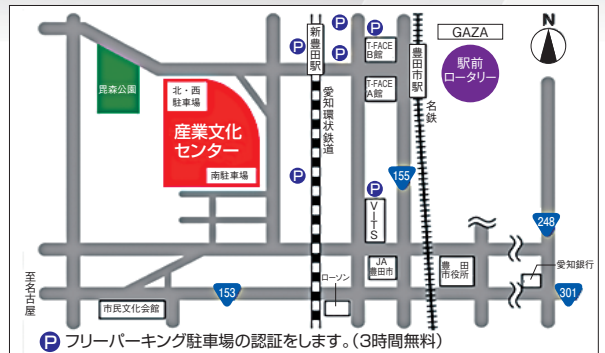 GAZA
N
新豊田駅
P
P
P
P
T-FACE
B館
T-FACE
A館
豊田市駅
名鉄
駅前
ロータリー
毘森公園
北・西
駐車場
産業文化
センター
南駐車場
愛知環状鉄道
P
P
VITS
155
248
JA
豊田市
豊田
市役所
愛知銀行
至名古屋
市民文化会館
153
ローソン
301
P フリーパーキング駐車場の認証をします。(3時間無料)